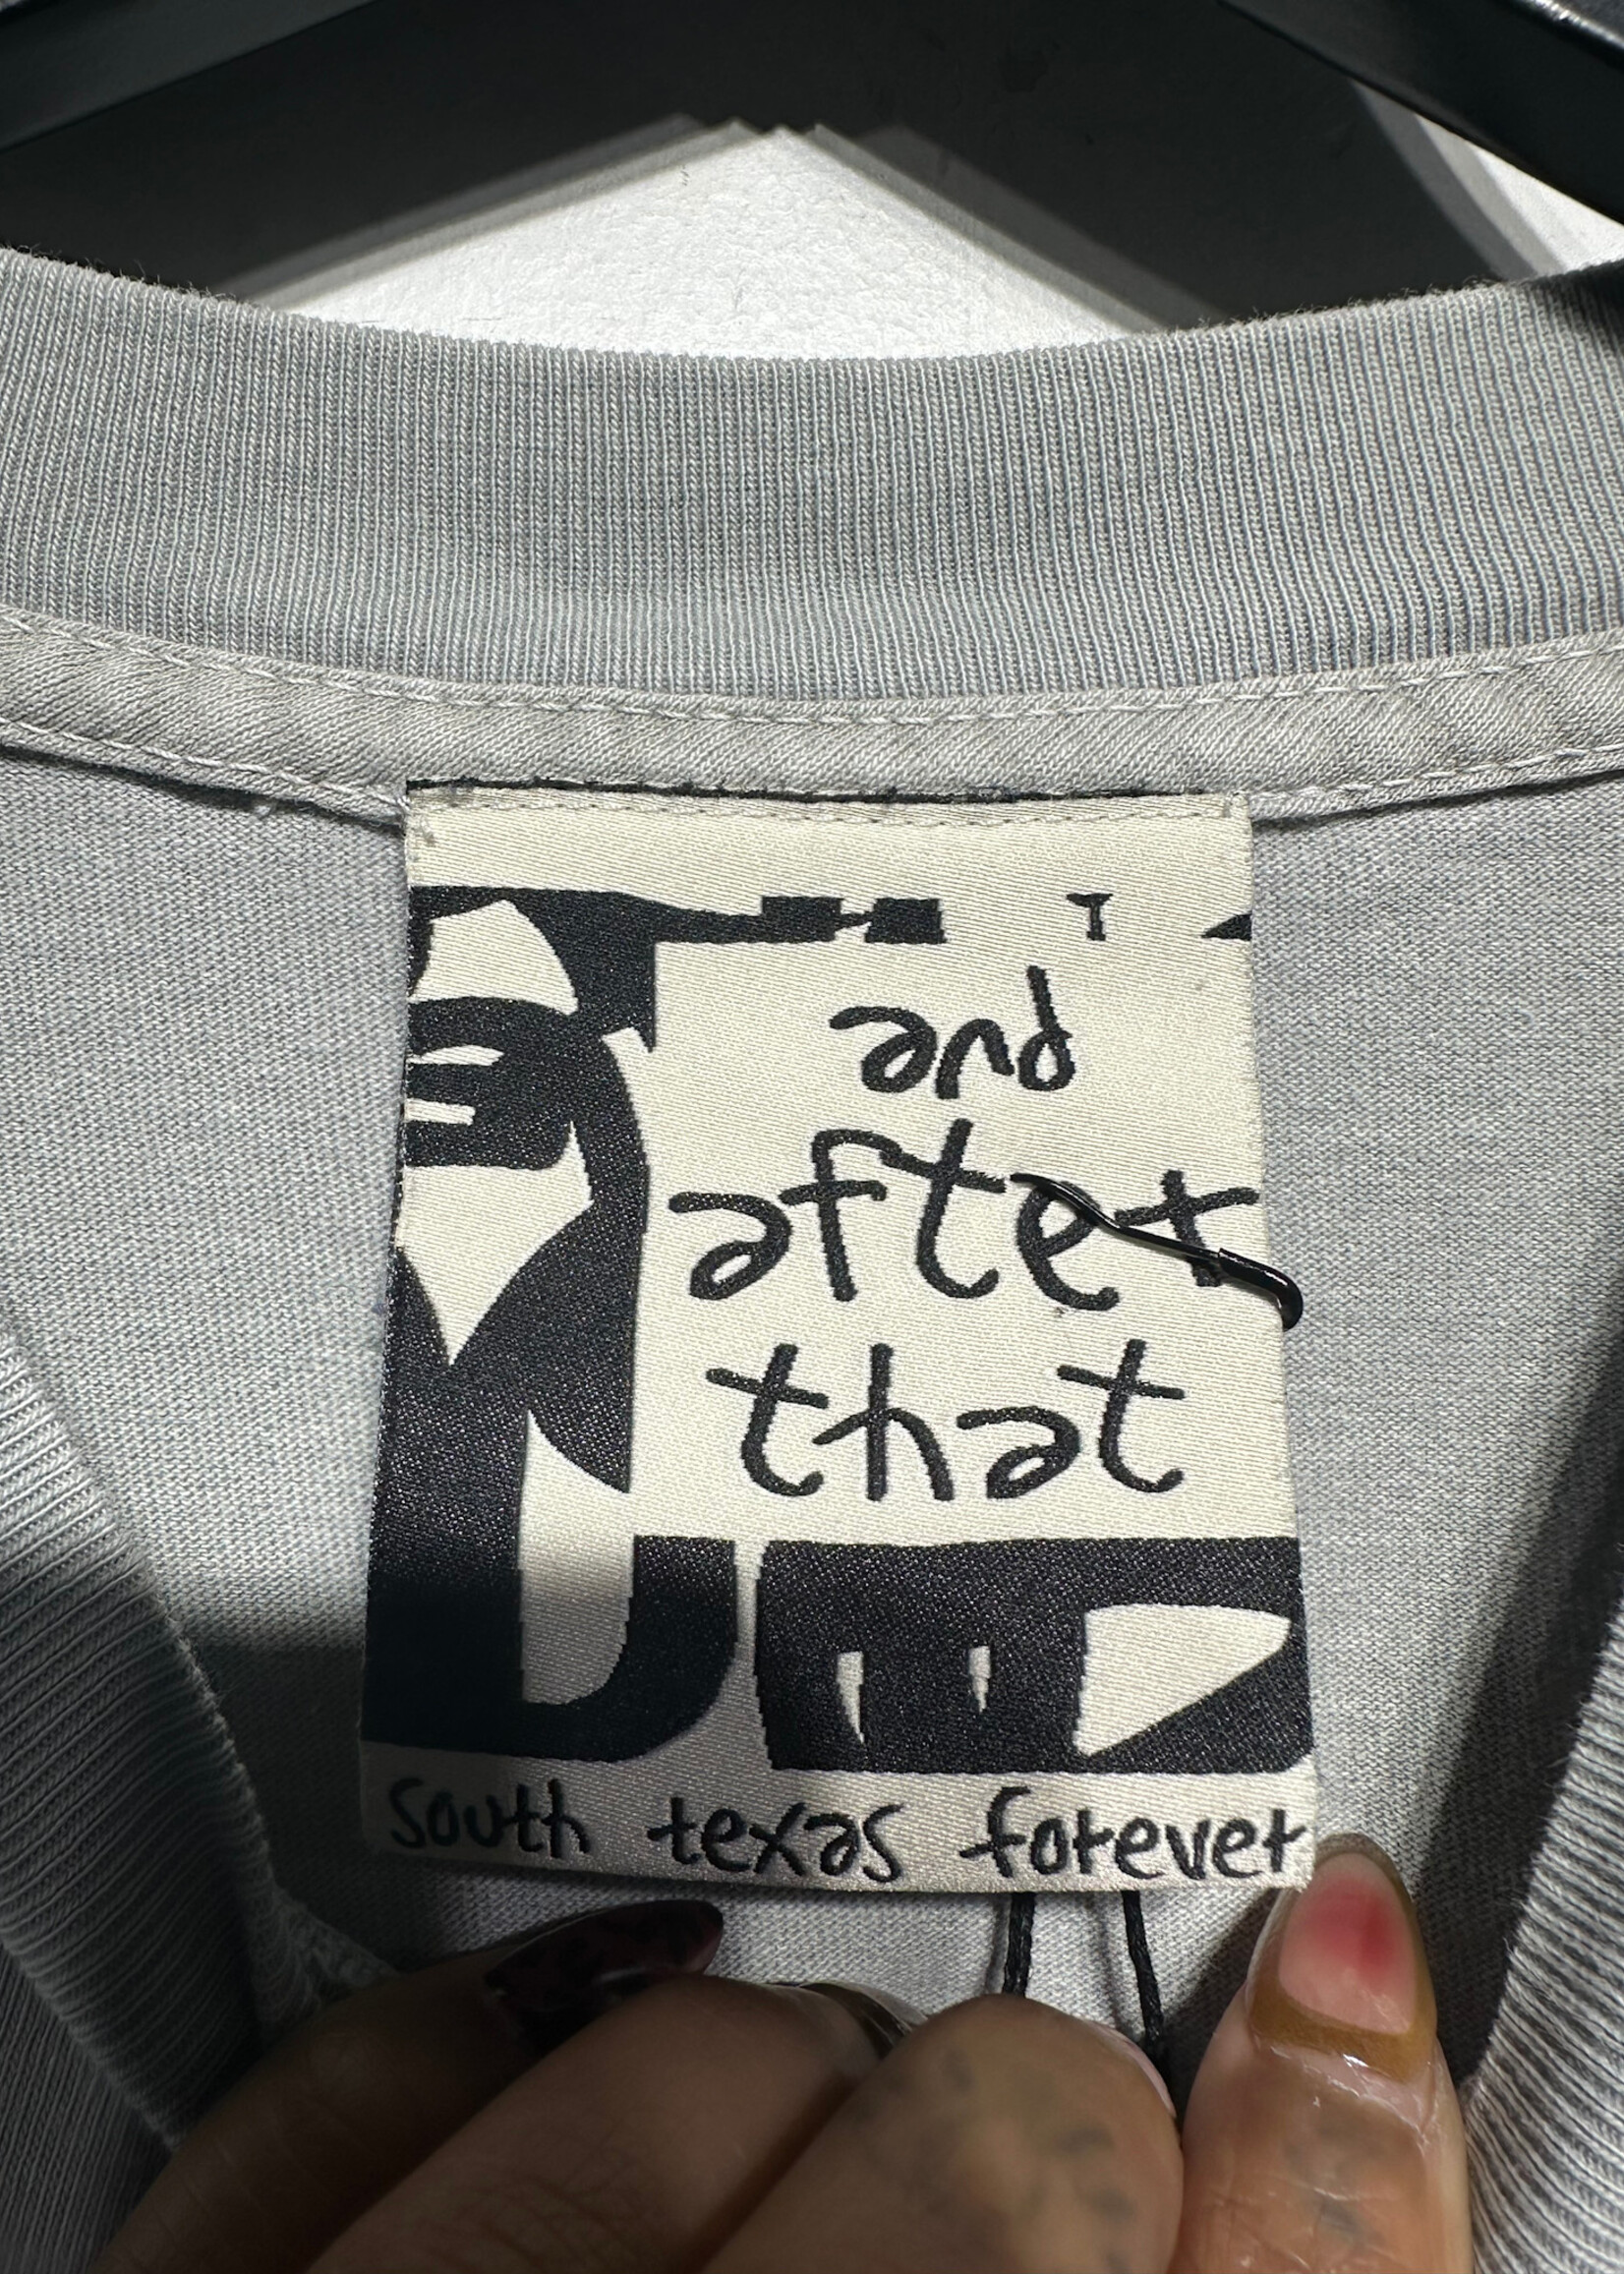 and
after
that
south texas forever